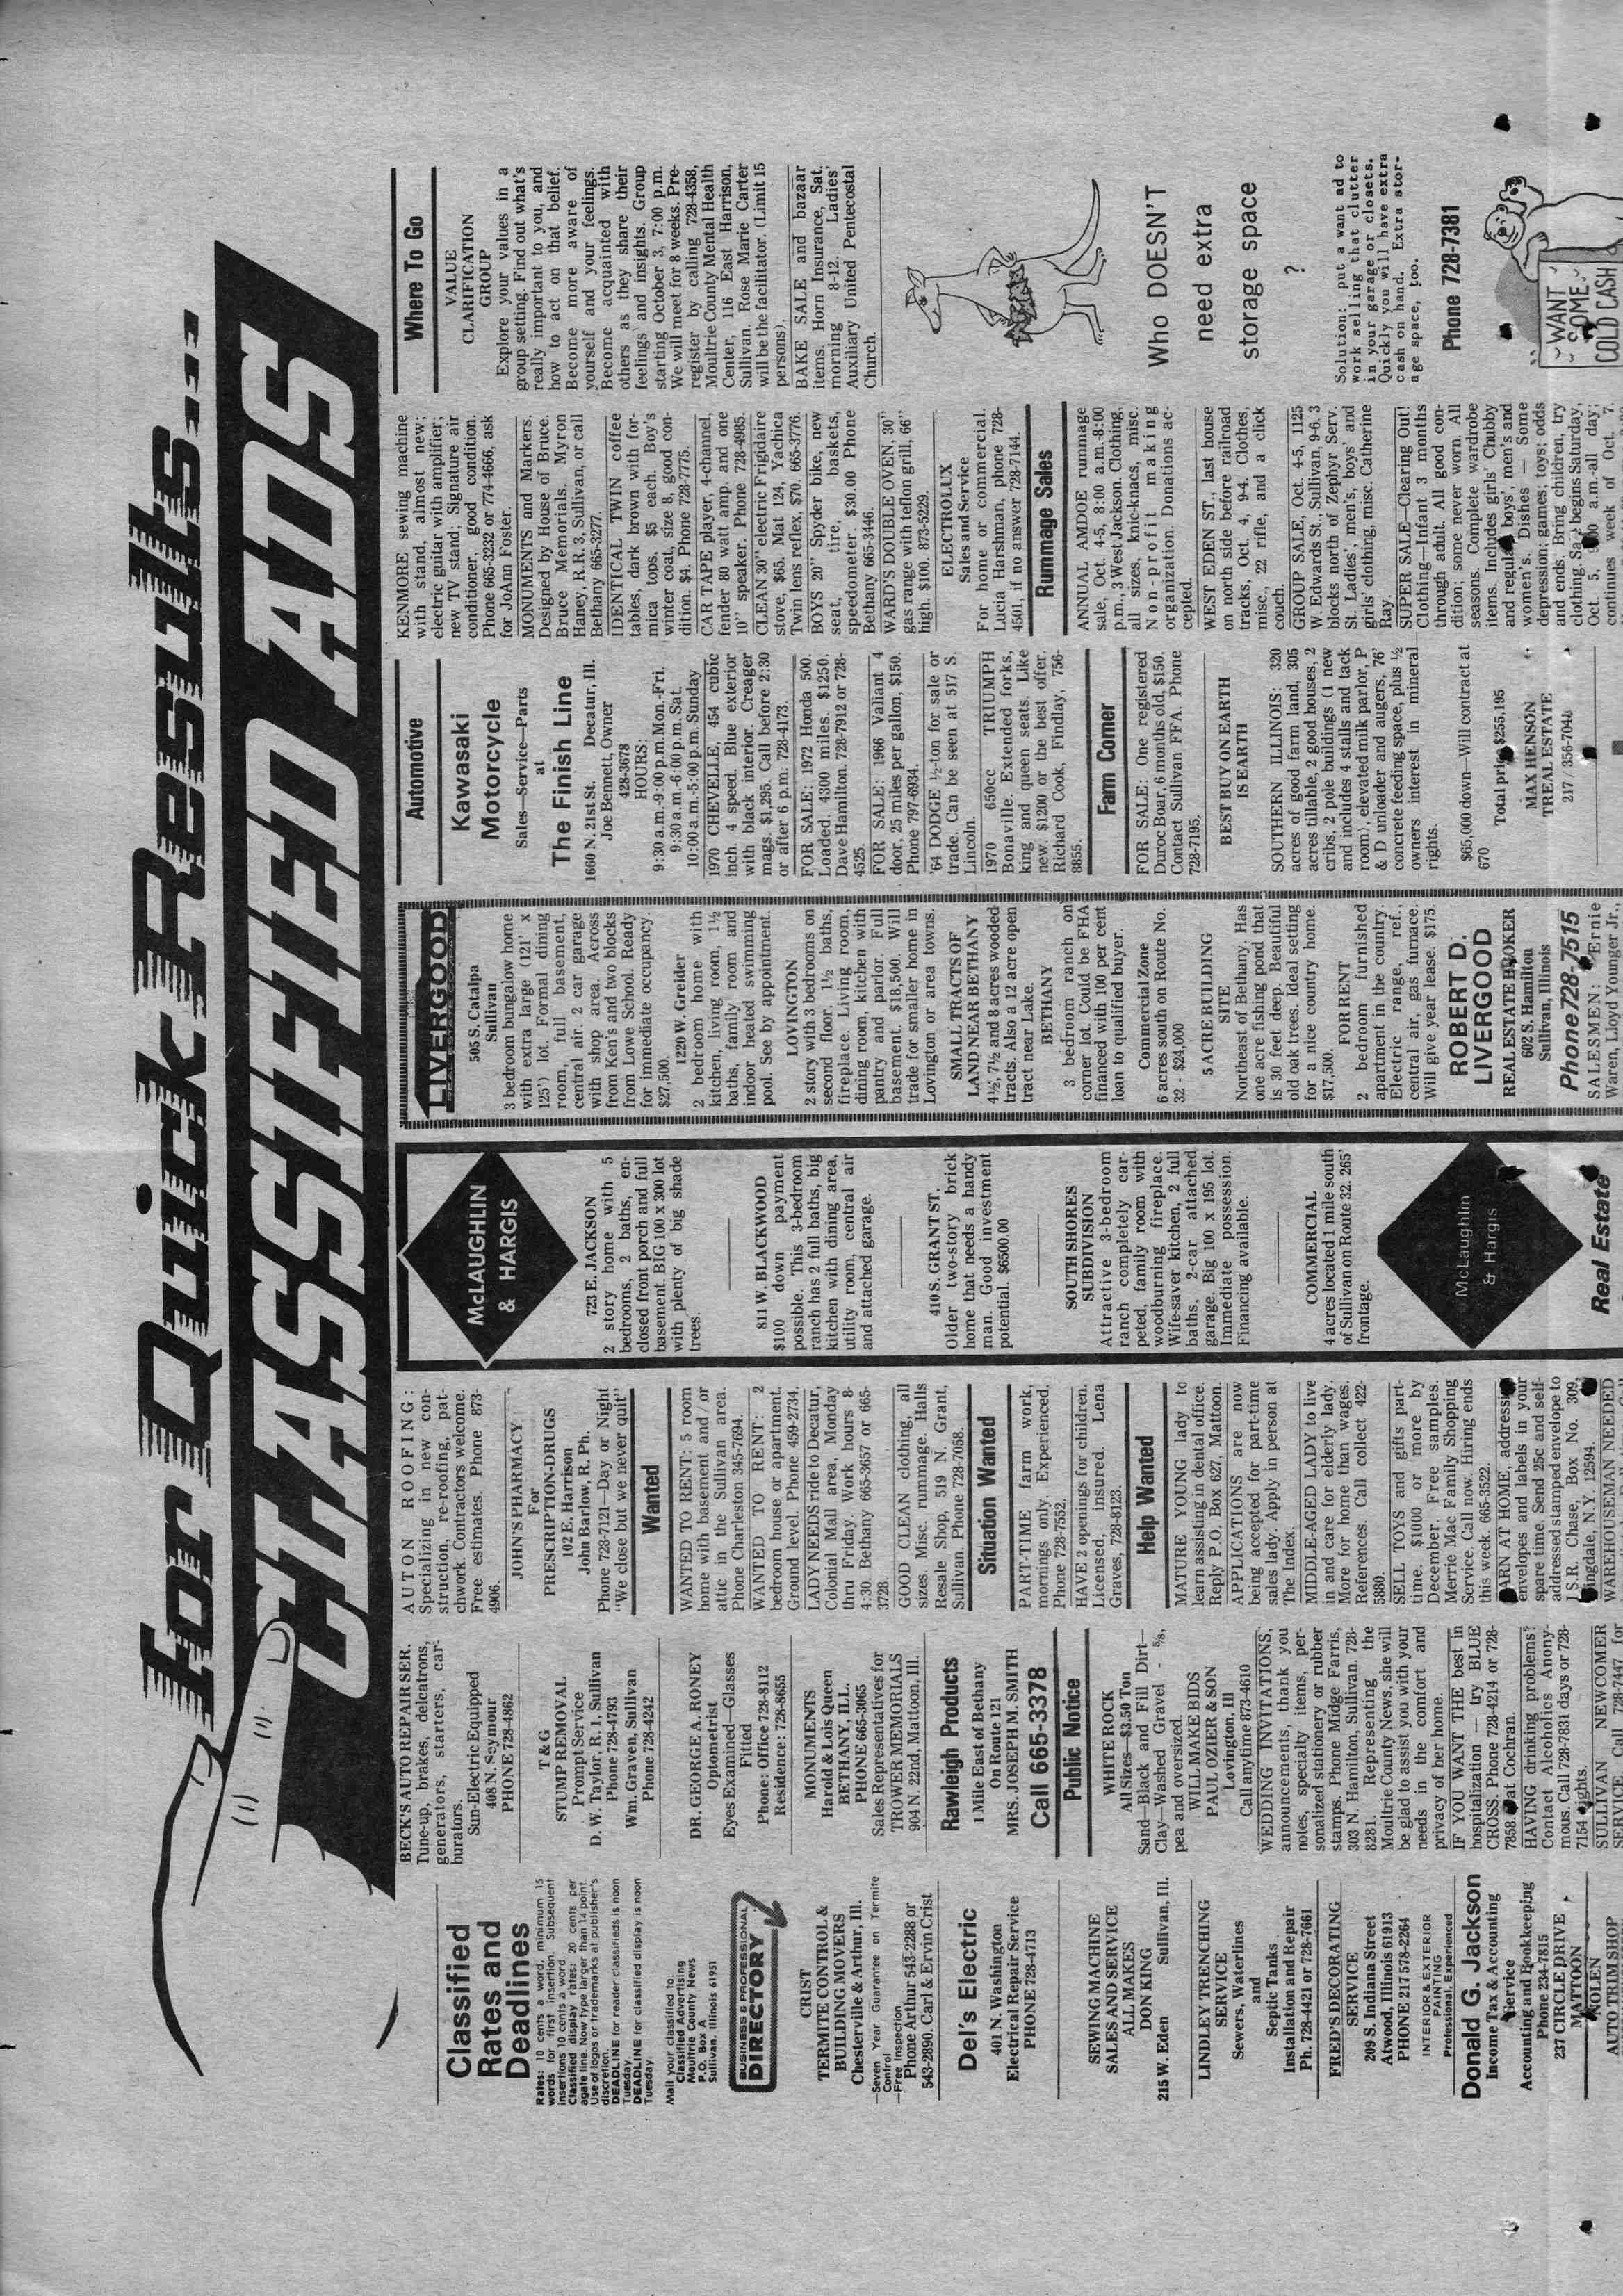 for Quick Results...
CLASSIFIED ADS
Classified
Rates and
Deadlines
Rates: 10 cents a word, minimum 15
words for first insertion. Subsequent
insertions 10 cents a word.
Classified display rates: 20 cents per
agate line. Now type larger than 14 point.
Use of logos or trademarks at publisher's
discretion.
DEADLINE for reader classifieds is noon
Tuesday.
DEADLINE for classified display is noon
Tuesday.
Mail your classified to:
Classified Advertising
Moultrie County News
P.O. Box A
Sullivan, Illinois 61951
BUSINESS & PROFESSIONAL
DIRECTORY
CRIST
TERMITE CONTROL &
BUILDING MOVERS
Chesterville & Arthur, Ill.
—Seven Year Guarantee on Termite
Control
—Free Inspection
Phone Arthur 543-2288 or
543-2890. Carl & Ervin Crist
Del's Electric
401 N. Washington
Electrical Repair Service
PHONE 728-4713
SEWING MACHINE
SALES AND SERVICE
ALL MAKES
DON KING
215 W. Eden Sullivan, Ill.
LINDLEY TRENCHING
SERVICE
Sewers, Waterlines
and
Septic Tanks
Installation and Repair
Ph. 728-4421 or 728-7661
FRED'S DECORATING
SERVICE
209 S. Indiana Street
Atwood, Illinois 61913
PHONE 217 578-2264
INTERIOR & EXTERIOR
PAINTING
Professional, Experienced
Donald G. Jackson
Income Tax & Accounting
Service
Accounting and Bookkeeping
Phone 234-7815
237 CIRCLE DRIVE
MATTOON
NOLEN
AUTO TRIM SHOP
BECK'S AUTO REPAIR SER.
Tune-up, brakes, delcatrons,
generators, starters, car-
burators.
Sun-Electric Equipped
408 N. Seymour
PHONE 728-4862
T & G
STUMP REMOVAL
Prompt Service
D. W. Taylor, R. 1. Sullivan
Phone 728-4793
Wm. Graven, Sullivan
Phone 728-4242
DR. GEORGE A. RONEY
Optometrist
Eyes Examined—Glasses
Fitted
Phone: Office 728-8112
Residence: 728-8655
MONUMENTS
Harold & Lois Queen
BETHANY, ILL.
PHONE 665-3065
Sales Representatives for
TROWER MEMORIALS
904 N. 22nd, Mattoon, Ill.
Rawleigh Products
1 Mile East of Bethany
On Route 121
MRS. JOSEPH M. SMITH
Call 665-3378
Public Notice
WHITE ROCK
All Sizes—$3.50 Ton
Sand—Black and Fill Dirt—
Clay—Washed Gravel - 5/8,
pea and oversized.
WILL MAKE BIDS
PAUL OZIER & SON
Lovington, Ill
Call anytime 873-4610
WEDDING INVITATIONS,
announcements, thank you
notes, specialty items, per-
sonalized stationery or rubber
stamps. Phone Midge Farris,
303 N. Hamilton, Sullivan. 728-
8281. Representing the
Moultrie County News, she will
be glad to assist you with your
needs in the comfort and
privacy of her home.
IF YOU WANT THE best in
hospitalization — try BLUE
CROSS. Phone 728-4214 or 728-
7858. Pat Cochran.
HAVING drinking problems?
Contact Alcoholics Anony-
mous. Call 728-7831 days or 728-
7154 nights.
SULLIVAN NEWCOMER
SERVICE Call 728-7447 for
AUTON ROOFING:
Specializing in new con-
struction, re-roofing, pat-
chwork. Contractors welcome.
Free estimates. Phone 873-
4906.
JOHN'S PHARMACY
For
PRESCRIPTION-DRUGS
102 E. Harrison
John Barlow, R. Ph.
Phone 728-7121—Day or Night
"We close but we never quit"
Wanted
WANTED TO RENT: 5 room
home with basement and / or
attic in the Sullivan area.
Phone Charleston 345-7694.
WANTED TO RENT: 2
bedroom house or apartment.
Ground level. Phone 459-2734.
LADY NEEDS ride to Decatur,
Colonial Mall area, Monday
thru Friday. Work hours 8-
4:30. Bethany 665-3657 or 665-
3728.
GOOD CLEAN clothing, all
sizes. Misc. rummage. Halls
Resale Shop, 519 N. Grant,
Sullivan. Phone 728-7058.
Situation Wanted
PART-TIME farm work,
mornings only. Experienced.
Phone 728-7552.
HAVE 2 openings for children.
Licensed, insured. Lena
Graves, 728-8123.
Help Wanted
MATURE YOUNG lady to
learn assisting in dental office.
Reply P.O. Box 627, Mattoon.
APPLICATIONS are now
being accepted for part-time
sales lady. Apply in person at
The Index.
MIDDLE-AGED LADY to live
in and care for elderly lady.
More for home than wages.
References. Call collect 422-
5880.
SELL TOYS and gifts part-
time. $1000 or more by
December. Free samples.
Merrie Mac Family Shopping
Service. Call now. Hiring ends
this week. 665-3522.
EARN AT HOME, addressing
envelopes and labels in your
spare time. Send 25c and self-
addressed stamped envelope to
J.S.R. Chase, Box No. 309,
Wingdale, N.Y. 12594.
WAREHOUSEMAN NEEDED
McLAUGHLIN
& HARGIS
723 E. JACKSON
2 story home with 5
bedrooms, 2 baths, en-
closed front porch and full
basement. BIG 100 x 300 lot
with plenty of big shade
trees.
811 W. BLACKWOOD
$100 down payment
possible. This 3-bedroom
ranch has 2 full baths, big
kitchen with dining area,
utility room, central air
and attached garage.
410 S. GRANT ST.
Older two-story brick
home that needs a handy
man. Good investment
potential. $6500.00
SOUTH SHORES
SUBDIVISION
Attractive 3-bedroom
ranch completely car-
peted, family room with
woodburning fireplace.
Wife-saver kitchen, 2 full
baths, 2-car attached
garage. Big 100 x 195 lot.
Immediate possession.
Financing available.
COMMERCIAL
4 acres located 1 mile south
of Sullivan on Route 32. 265'
frontage.
McLaughlin
& Hargis
Real Estate
LIVERGOOD
505 S. Catalpa
Sullivan
3 bedroom bungalow home
with extra large (121' x
125') lot. Formal dining
room, full basement,
central air. 2 car garage
with shop area. Across
from Ken's and two blocks
from Lowe School. Ready
for immediate occupancy.
$27,500.
1220 W. Greider
2 bedroom home with
kitchen, living room, 1½
baths, family room and
indoor heated swimming
pool. See by appointment.
LOVINGTON
2 story with 3 bedrooms on
second floor, 1½ baths,
fireplace. Living room,
dining room, kitchen with
pantry and parlor. Full
basement. $18,500. Will
trade for smaller home in
Lovington or area towns.
SMALL TRACTS OF
LAND NEAR BETHANY
4½, 7½ and 8 acres wooded
tracts. Also a 12 acre open
tract near Lake.
BETHANY
3 bedroom ranch on
corner lot. Could be FHA
financed with 100 per cent
loan to qualified buyer.
Commercial Zone
6 acres south on Route No.
32 - $24,000
5 ACRE BUILDING
SITE
Northeast of Bethany. Has
one acre fishing pond that
is 30 feet deep. Beautiful
old oak trees. Ideal setting
for a nice country home.
$17,500.
FOR RENT
2 bedroom furnished
apartment in the country.
Electric range, ref.,
central air, gas furnace.
Will give year lease. $175.
ROBERT D.
LIVERGOOD
REAL ESTATE BROKER
602 S. Hamilton
Sullivan, Illinois
Phone 728-7515
SALESMEN: Ernie
Waren, Lloyd Younger Jr.,
Automotive
Kawasaki
Motorcycle
Sales—Service—Parts
at
The Finish Line
1660 N. 21st St. Decatur, Ill.
Joe Bennett, Owner
428-3678
HOURS:
9:30 a.m.-9:00 p.m. Mon.-Fri.
9:30 a.m.-6:00 p.m. Sat.
10:00 a.m.-5:00 p.m. Sunday
1970 CHEVELLE, 454 cubic
inch. 4 speed. Blue exterior
with black interior. Creager
mags. $1,295. Call before 2:30
or after 6 p.m.: 728-4173.
FOR SALE: 1972 Honda 500.
Loaded. 4300 miles. $1250.
Dave Hamilton. 728-7912 or 728-
4525.
FOR SALE: 1966 Valiant 4
door, 25 miles per gallon, $150.
Phone 797-6934.
'64 DODGE ½-ton for sale or
trade. Can be seen at 517 S.
Lincoln.
1970 650cc TRIUMPH
Bonaville. Extended forks,
king and queen seats. Like
new. $1200 or the best offer.
Richard Cook, Findlay, 756-
8855.
Farm Corner
FOR SALE: One registered
Duroc Boar, 6 months old, $150.
Contact Sullivan FFA. Phone
728-7195.
BEST BUY ON EARTH
IS EARTH
SOUTHERN ILLINOIS: 320
acres of good farm land, 305
acres tillable, 2 good houses, 2
cribs, 2 pole buildings (1 new
and includes 4 stalls and tack
room), elevated milk parlor, P
& D unloader and augers, 76'
concrete feeding space, plus ½
owners interest in mineral
rights.
$65,000 down—Will contract at
670
Total price $255,195
MAX HENSON
TREAL ESTATE
217 / 356-7048
KENMORE sewing machine
with stand, almost new;
electric guitar with amplifier;
new TV stand; Signature air
conditioner, good condition.
Phone 665-3232 or 774-4666, ask
for JoAnn Foster.
MONUMENTS and Markers.
Designed by House of Bruce.
Bruce Memorials. Myron
Haney, R.R. 3, Sullivan, or call
Bethany 665-3277.
IDENTICAL TWIN coffee
tables, dark brown with for-
mica tops, $5 each. Boy's
winter coat, size 8, good con-
dition. $4. Phone 728-7775.
CAR TAPE player, 4-channel,
fender 80 watt amp. and one
10" speaker. Phone 728-4985.
CLEAN 30" electric Frigidaire
stove, $65. Mat 124, Yachica
Twin lens reflex, $70. 665-3776.
BOYS 20' Spyder bike, new
seat, tire, baskets,
speedometer. $30.00 Phone
Bethany 665-3446.
WARD'S DOUBLE OVEN, 30"
gas range with teflon grill, 66"
high. $100. 873-5229.
ELECTROLUX
Sales and Service
For home or commercial.
Lucia Harshman, phone 728-
4501, if no answer 728-7144.
Rummage Sales
ANNUAL AMDOE rummage
sale, Oct. 4-5, 8:00 a.m.-8:00
p.m., 3 West Jackson. Clothing,
all sizes, knic-knacs, misc.
Non-profit making
organization. Donations ac-
cepted.
WEST EDEN ST., last house
on north side before railroad
tracks, Oct. 4, 9-4. Clothes,
misc., 22 rifle, and a click
couch.
GROUP SALE, Oct. 4-5, 1125
W. Edwards St., Sullivan, 9-6, 3
blocks north of Zephyr Serv.
St. Ladies', men's, boys' and
girls' clothing, misc. Catherine
Ray.
SUPER SALE—Clearing Out!
Clothing—Infant 3 months
through adult. All good con-
dition; some never worn. All
seasons. Complete wardrobe
items. Includes girls' Chubby
and regular, boys', men's and
women's. Dishes — Some
depression; games; toys; odds
and ends. Bring children, try
clothing. Sale begins Saturday,
Oct. 5, a.m.-all day;
continues week of Oct. 7.
Where To Go
VALUE
CLARIFICATION
GROUP
Explore your values in a
group setting. Find out what's
really important to you, and
how to act on that belief.
Become more aware of
yourself and your feelings.
Become acquainted with
others as they share their
feelings and insights. Group
starting October 3, 7:00 p.m.
We will meet for 8 weeks. Pre-
register by calling 728-4358,
Moultrie County Mental Health
Center, 116 East Harrison,
Sullivan. Rose Marie Carter
will be the facilitator. (Limit 15
persons).
BAKE SALE and bazaar
items. Horn Insurance, Sat.
morning 8-12. Ladies'
Auxiliary United Pentecostal
Church.
Who DOESN'T
need extra
storage space
?
Solution: put a want ad to
work selling that clutter
in your garage or closets.
Quickly you will have extra
cash on hand. Extra stor-
age space, too.
Phone 728-7381
WANT
SOME
COLD CASH